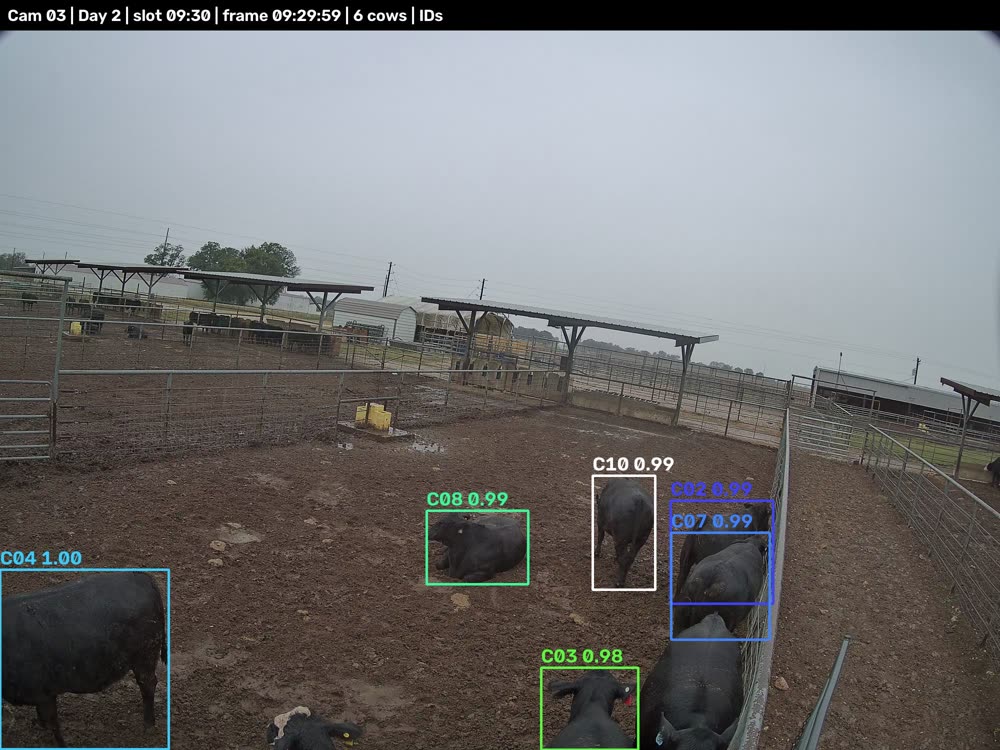 Cam 03 | Day 2 | slot 09:30 | frame 09:29:59 | 6 cows | IDs
C10 0.99
C02 0.99
C08 0.99
C07 0.99
C04 1.00
C03 0.98